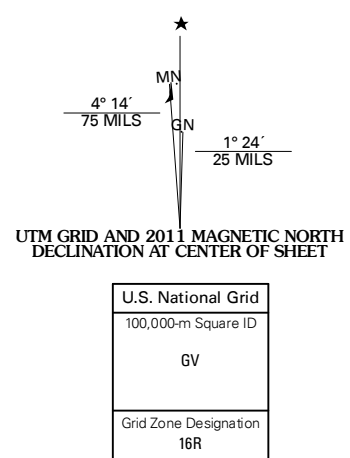 MN
4° 14´
75 MILS
GN
1° 24´
25 MILS
UTM GRID AND 2011 MAGNETIC NORTH
DECLINATION AT CENTER OF SHEET
U.S. National Grid
100,000-m Square ID
GV
Grid Zone Designation
16R